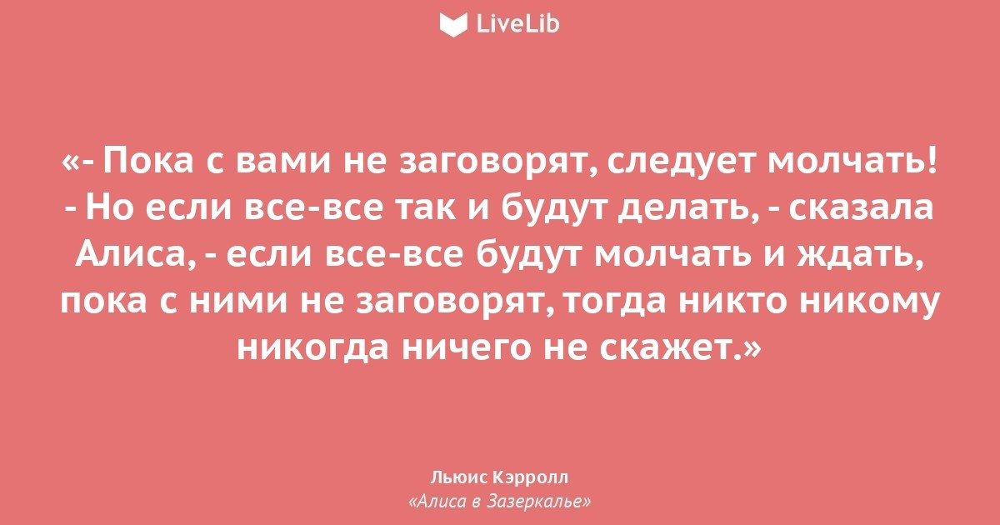 LiveLib
«- Пока с вами не заговорят, следует молчать!
- Но если все-все так и будут делать, - сказала
Алиса, - если все-все будут молчать и ждать,
пока с ними не заговорят, тогда никто никому
никогда ничего не скажет.»
Льюис Кэрролл
«Алиса в Зазеркалье»